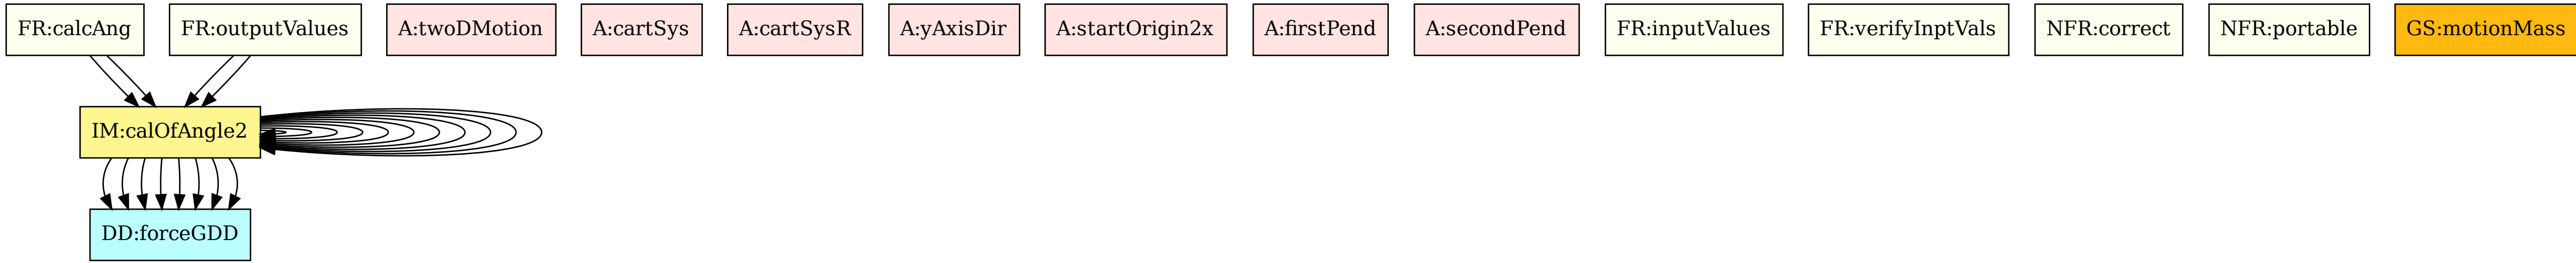 FR:calcAng
FR:outputValues
A:twoDMotion
A:cartSys
A:cartSysR
A:yAxisDir
A:startOrigin2x
A:firstPend
A:secondPend
FR:inputValues
FR:verifyInptVals
NFR:correct
NFR:portable
GS:motionMass
IM:calOfAngle2
DD:forceGDD